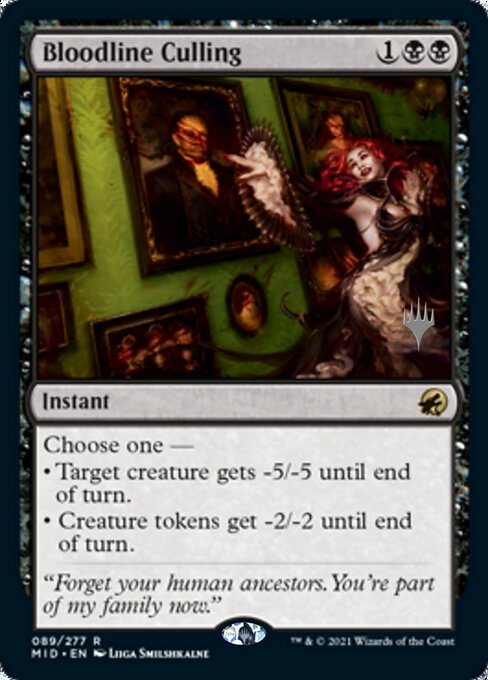 Bloodline Culling 1
Instant
Choose one —
• Target creature gets -5/-5 until end
of turn.
• Creature tokens get -2/-2 until end
of turn.
“Forget your human ancestors. You’re part
of my family now.”
089/277 R
MID • EN LIIGA SMILSHKALNE
™ & © 2021 Wizards of the Coast